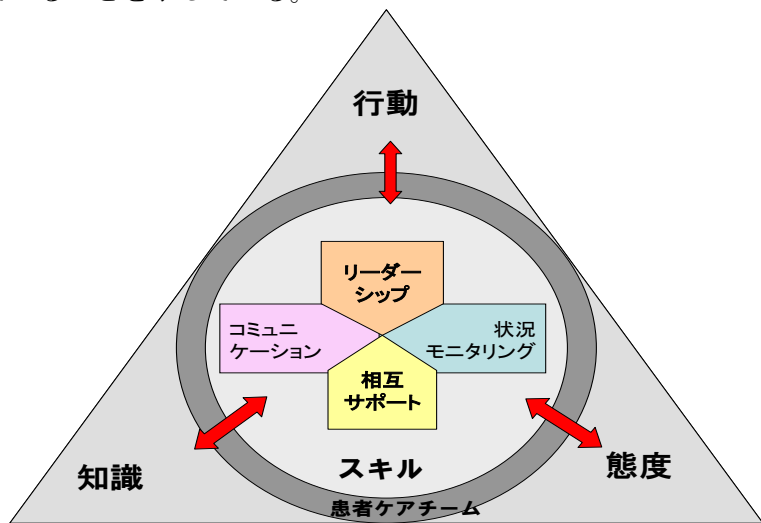 行動
リーダー
シップ
コミュニ
ケーション
状況
モニタリング
相互
サポート
知識
スキル
態度
患者ケアチーム